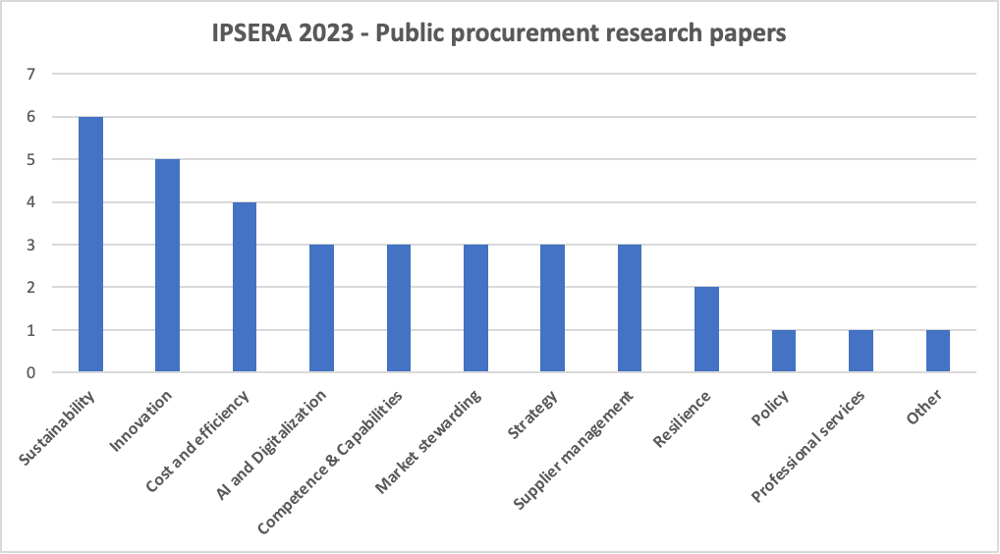 IPSERA 2023 - Public procurement research papers
7
6
5
4
3
2
1
0
Sustainability
Innovation
Cost and efficiency
AI and Digitalization
Competence & Capabilities
Market stewarding
Strategy
Supplier management
Resilience
Policy
Professional services
Other